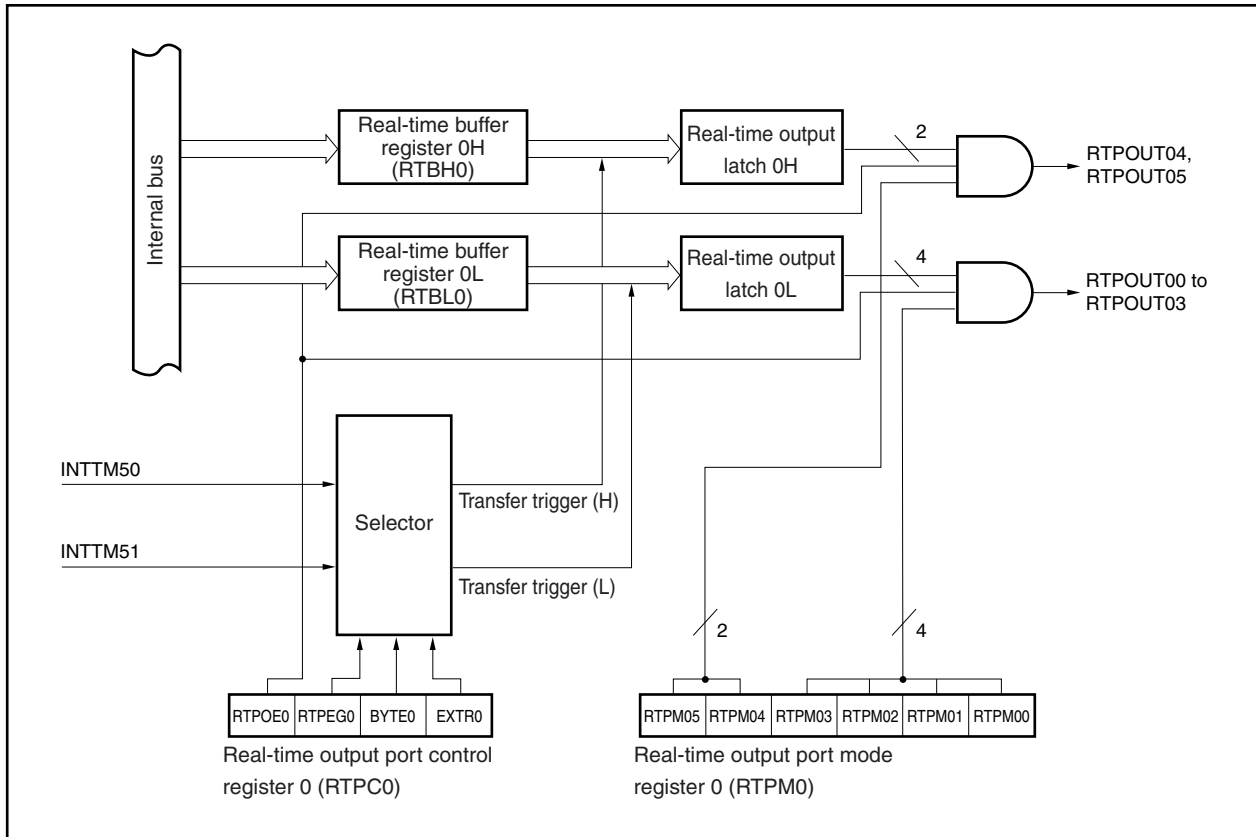 Internal bus
Real-time buffer
register 0H
(RTBH0)
Real-time output
latch 0H
2
RTPOUT04,
RTPOUT05
Real-time buffer
register 0L
(RTBL0)
Real-time output
latch 0L
4
RTPOUT00 to
RTPOUT03
INTTM50
INTTM51
Selector
Transfer trigger (H)
Transfer trigger (L)
2
4
RTPOE0 RTPEG0 BYTE0 EXTR0
Real-time output port control
register 0 (RTPC0)
RTPM05 RTPM04 RTPM03 RTPM02 RTPM01 RTPM00
Real-time output port mode
register 0 (RTPM0)